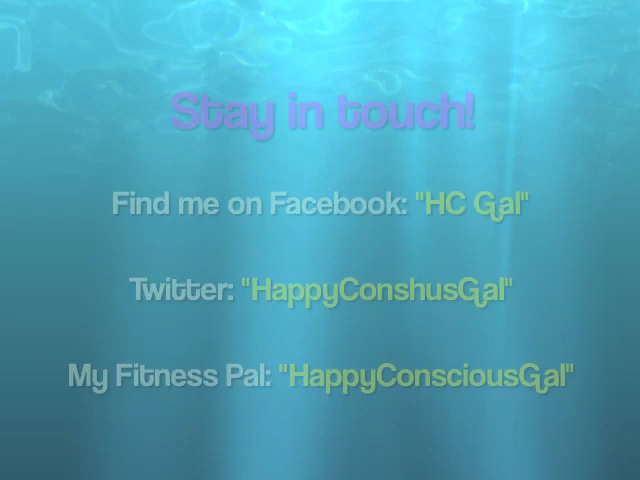 Stay in touch!
Find me on Facebook: "HC Gal"
Twitter: "HappyConshusGal"
My Fitness Pal: "HappyConsciousGal"